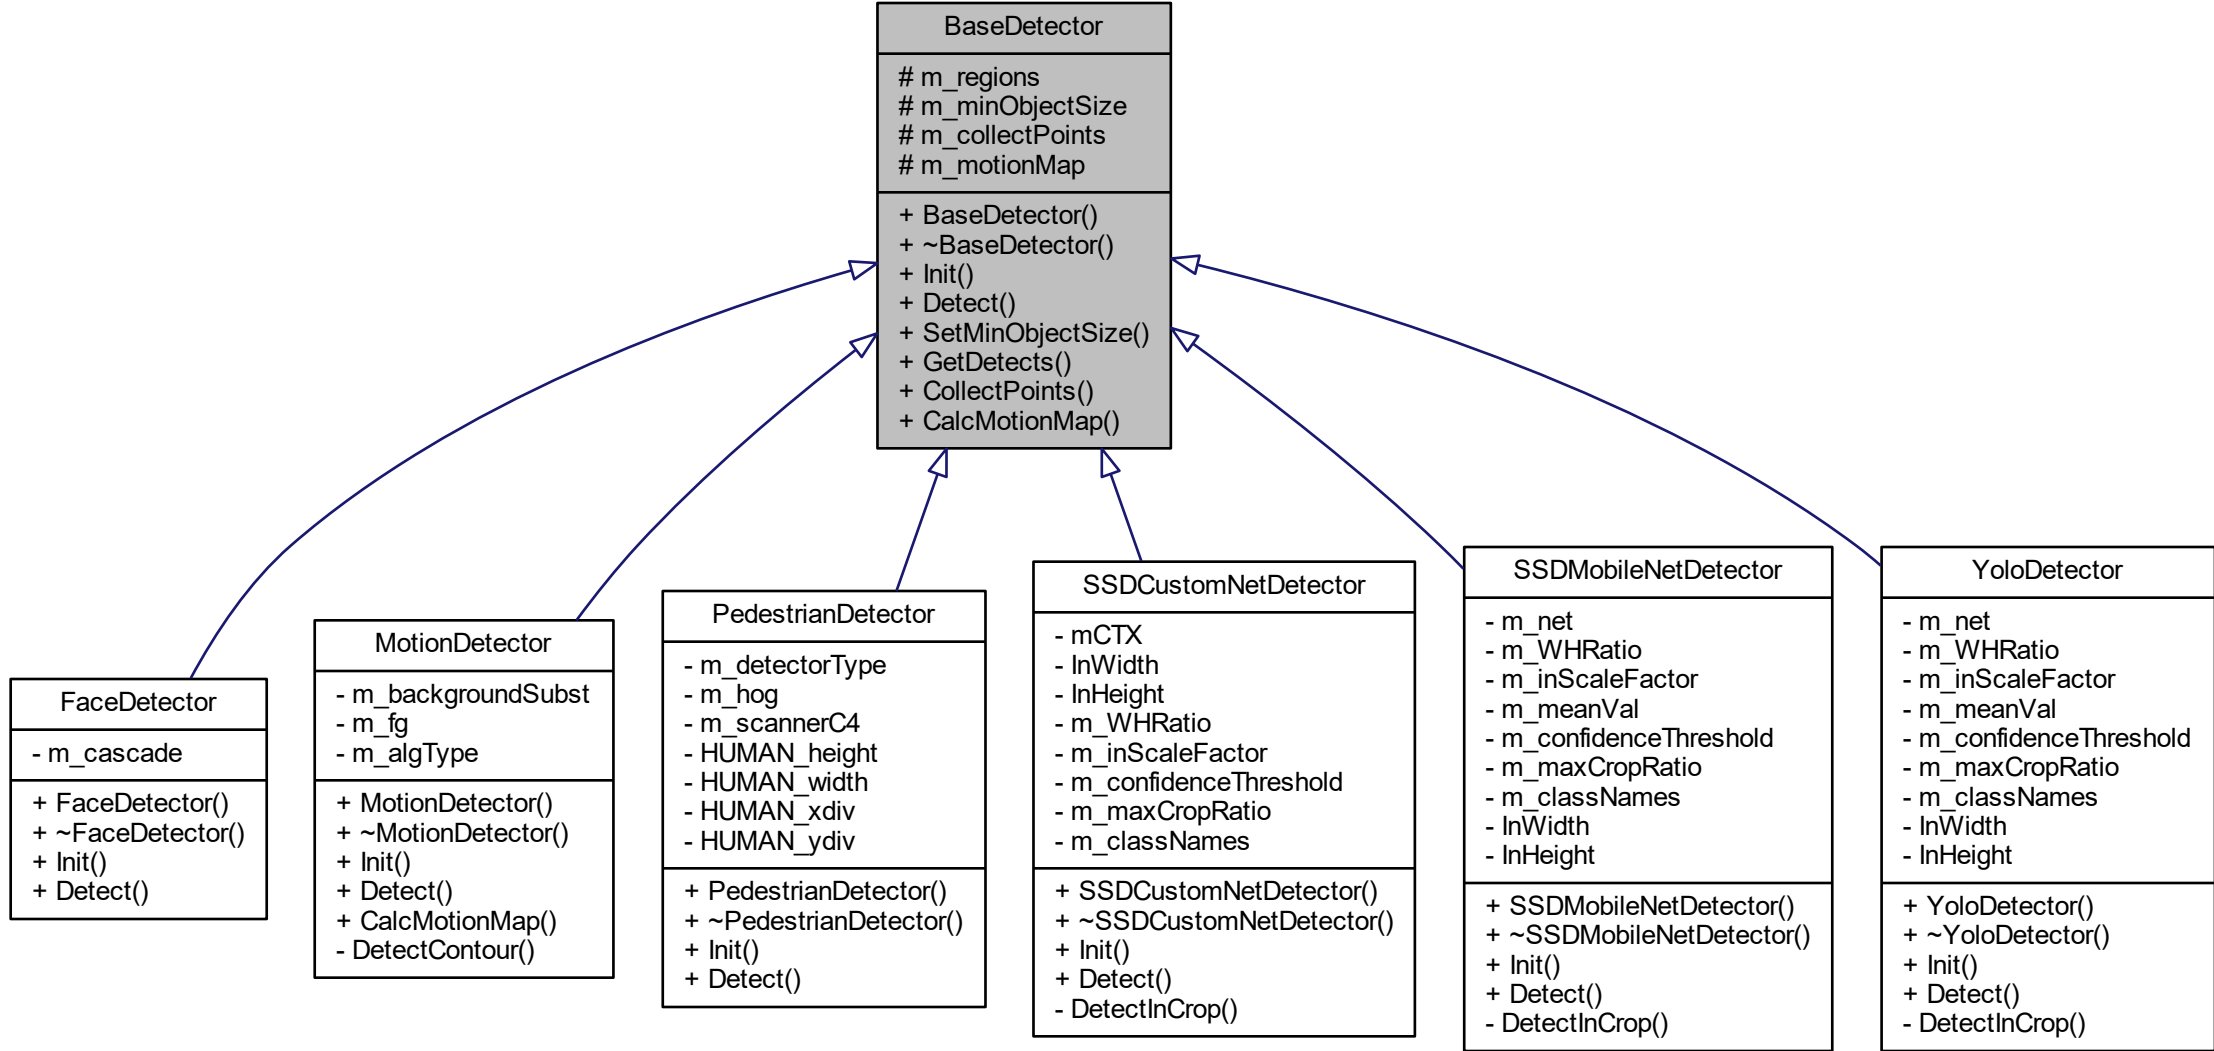 BaseDetector
# m_regions
# m_minObjectSize
# m_collectPoints
# m_motionMap
+ BaseDetector()
+ ~BaseDetector()
+ Init()
+ Detect()
+ SetMinObjectSize()
+ GetDetects()
+ CollectPoints()
+ CalcMotionMap()
FaceDetector
- m_cascade
+ FaceDetector()
+ ~FaceDetector()
+ Init()
+ Detect()
MotionDetector
- m_backgroundSubst
- m_fg
- m_algType
+ MotionDetector()
+ ~MotionDetector()
+ Init()
+ Detect()
+ CalcMotionMap()
- DetectContour()
PedestrianDetector
- m_detectorType
- m_hog
- m_scannerC4
- HUMAN_height
- HUMAN_width
- HUMAN_xdiv
- HUMAN_ydiv
+ PedestrianDetector()
+ ~PedestrianDetector()
+ Init()
+ Detect()
SSDCustomNetDetector
- mCTX
- InWidth
- InHeight
- m_WHRatio
- m_inScaleFactor
- m_confidenceThreshold
- m_maxCropRatio
- m_classNames
+ SSDCustomNetDetector()
+ ~SSDCustomNetDetector()
+ Init()
+ Detect()
- DetectInCrop()
SSDMobileNetDetector
- m_net
- m_WHRatio
- m_inScaleFactor
- m_meanVal
- m_confidenceThreshold
- m_maxCropRatio
- m_classNames
- InWidth
- InHeight
+ SSDMobileNetDetector()
+ ~SSDMobileNetDetector()
+ Init()
+ Detect()
- DetectInCrop()
YoloDetector
- m_net
- m_WHRatio
- m_inScaleFactor
- m_meanVal
- m_confidenceThreshold
- m_maxCropRatio
- m_classNames
- InWidth
- InHeight
+ YoloDetector()
+ ~YoloDetector()
+ Init()
+ Detect()
- DetectInCrop()